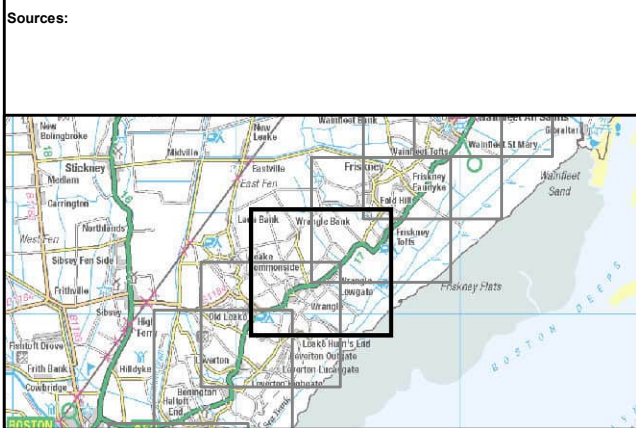 Sources:
New
Bolingbroke
New
Leake
Wainfleet Bank
Wainfleet All Saints
Gibraltar
Midville
Wainfleet Tofts
Wainfleet St Mary
Stickney
Medlam
Eastville
Friskney
East Fen
Friskney
Eaudyke
Wainfleet
Sand
Carrington
Fold Hill
Northlands
Lade Bank
Wrangle Bank
West Fen
Friskney
Tofts
Sibsey Fen Side
Leake
Commonside
17
Frithville
Wrangle
Lowgate
Friskney Flats
Sibsey
Old Leake
Wrangle
Fishtoft Drove
Leake Hurn's End
Frith Bank
Hilldyke
Leverton
Leverton Outgate
Leverton Lucasgate
Cowbridge
Benington
Leverton Highgate
Haltoft
End
BOSTON DEEPS
BOSTON